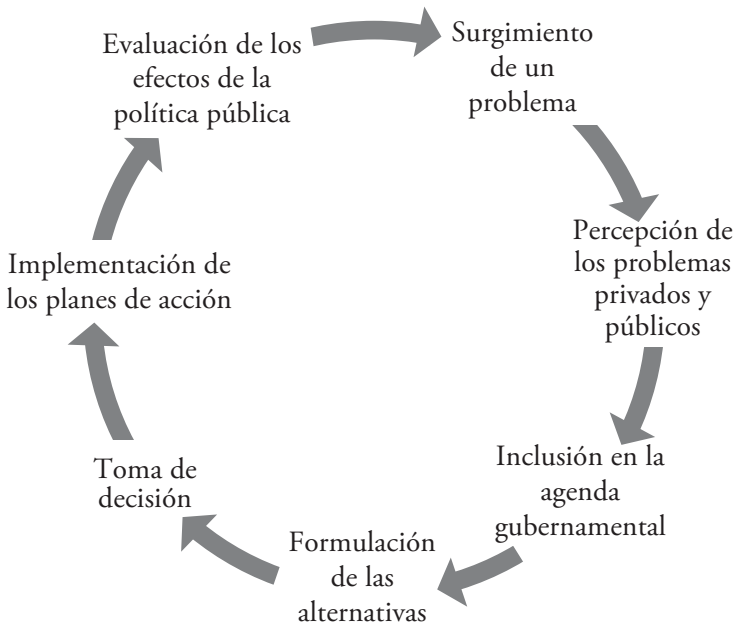 Surgimiento
de un
problema
Percepción de
los problemas
privados y
públicos
Inclusión en la
agenda
gubernamental
Formulación
de las
alternativas
Toma de
decisión
Implementación de
los planes de acción
Evaluación de los
efectos de la
política pública